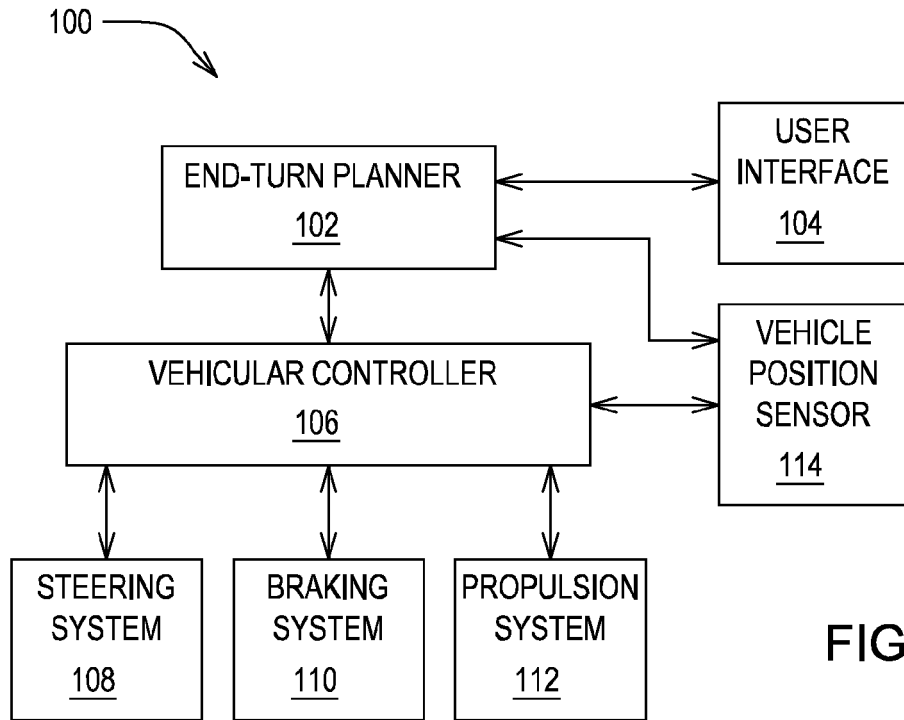 100
USER
INTERFACE
104
END-TURN PLANNER
102
VEHICLE
POSITION
SENSOR
114
VEHICULAR CONTROLLER
106
STEERING
SYSTEM
108
BRAKING
SYSTEM
110
PROPULSION
SYSTEM
112
FIG